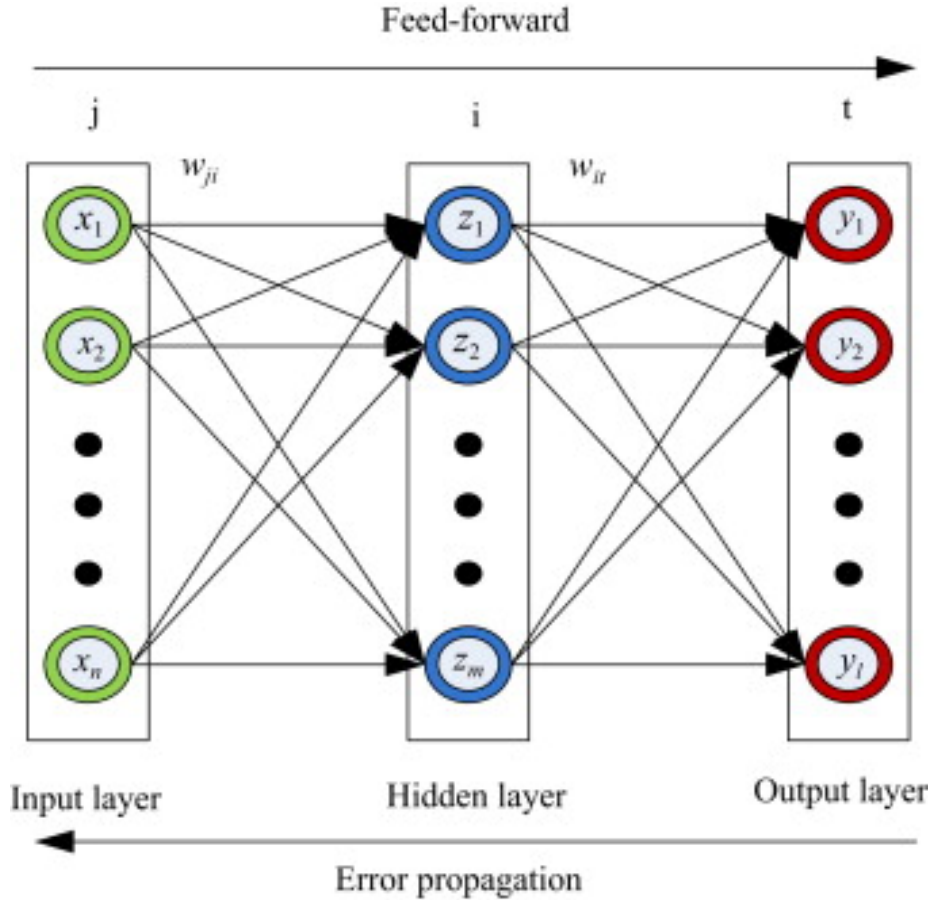 Feed-forward
j i t
w_ji w_it
x_1 z_1 y_1
x_2 z_2 y_2
x_n z_m y_l
Input layer Hidden layer Output layer
Error propagation